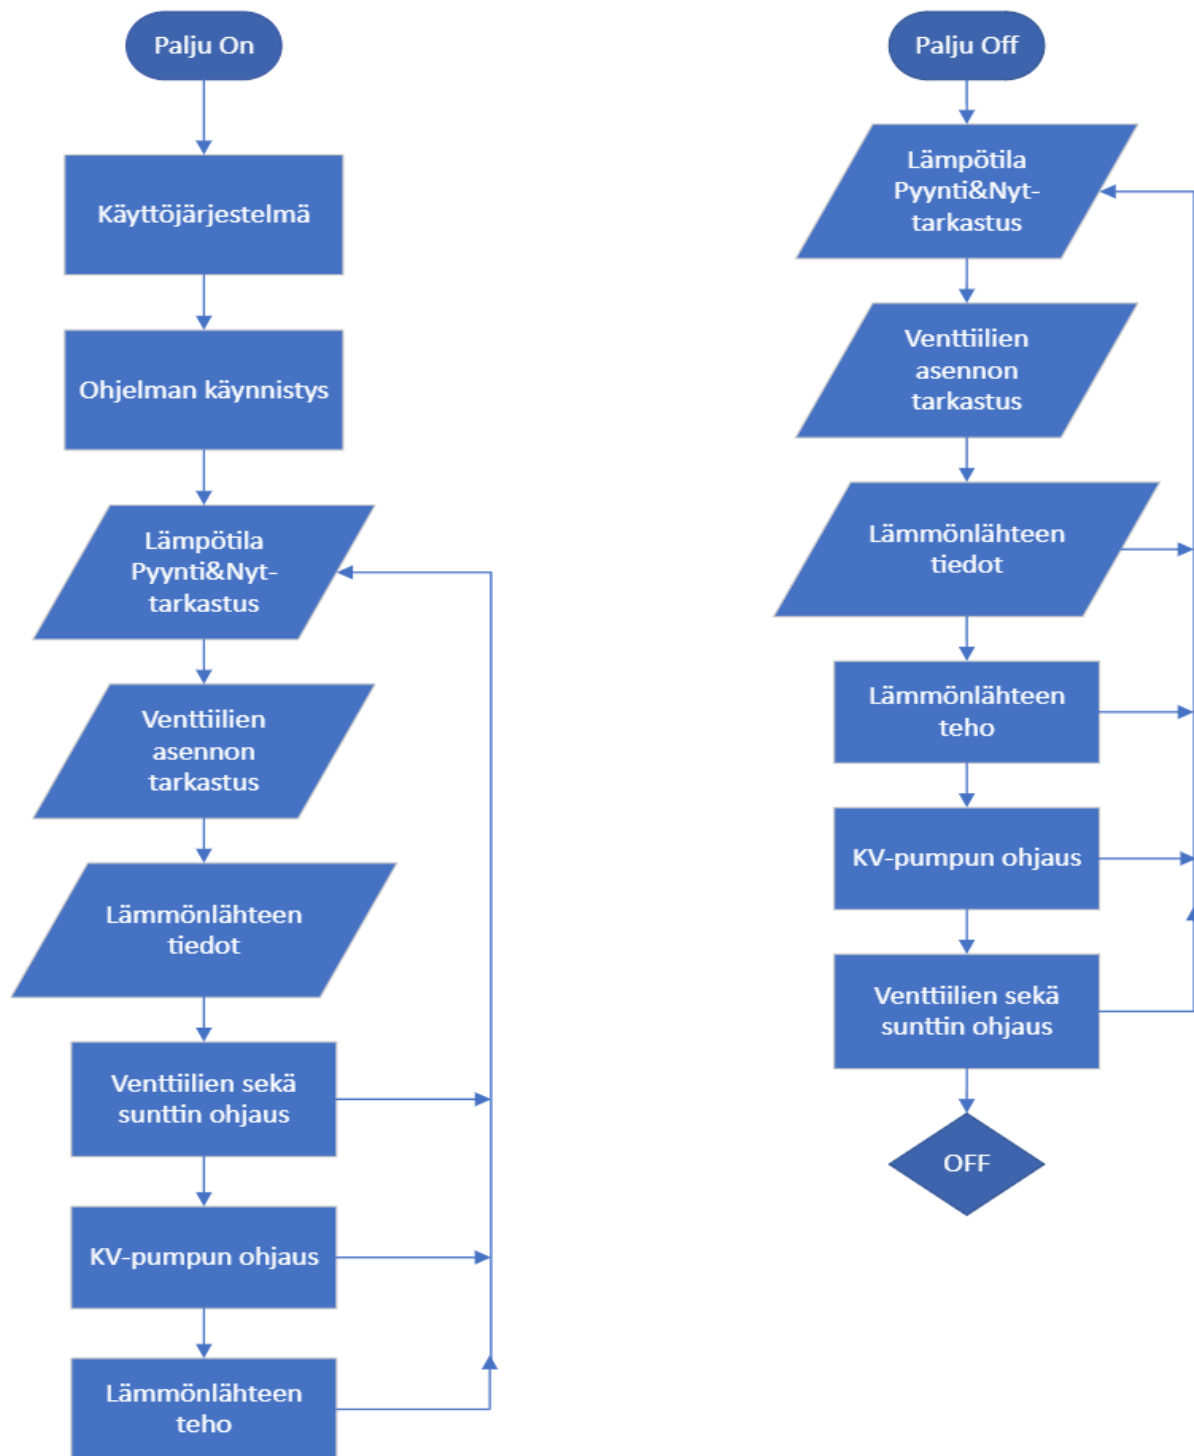 Palju On
Käyttöjärjestelmä
Ohjelman käynnistys
Lämpötila
Pyynti&Nyt-
tarkastus
Venttiilien
asennon
tarkastus
Lämmönlähteen
tiedot
Venttiilien sekä
sunttin ohjaus
KV-pumpun ohjaus
Lämmönlähteen
teho
Palju Off
Lämpötila
Pyynti&Nyt-
tarkastus
Venttiilien
asennon
tarkastus
Lämmönlähteen
tiedot
Lämmönlähteen
teho
KV-pumpun ohjaus
Venttiilien sekä
sunttin ohjaus
OFF